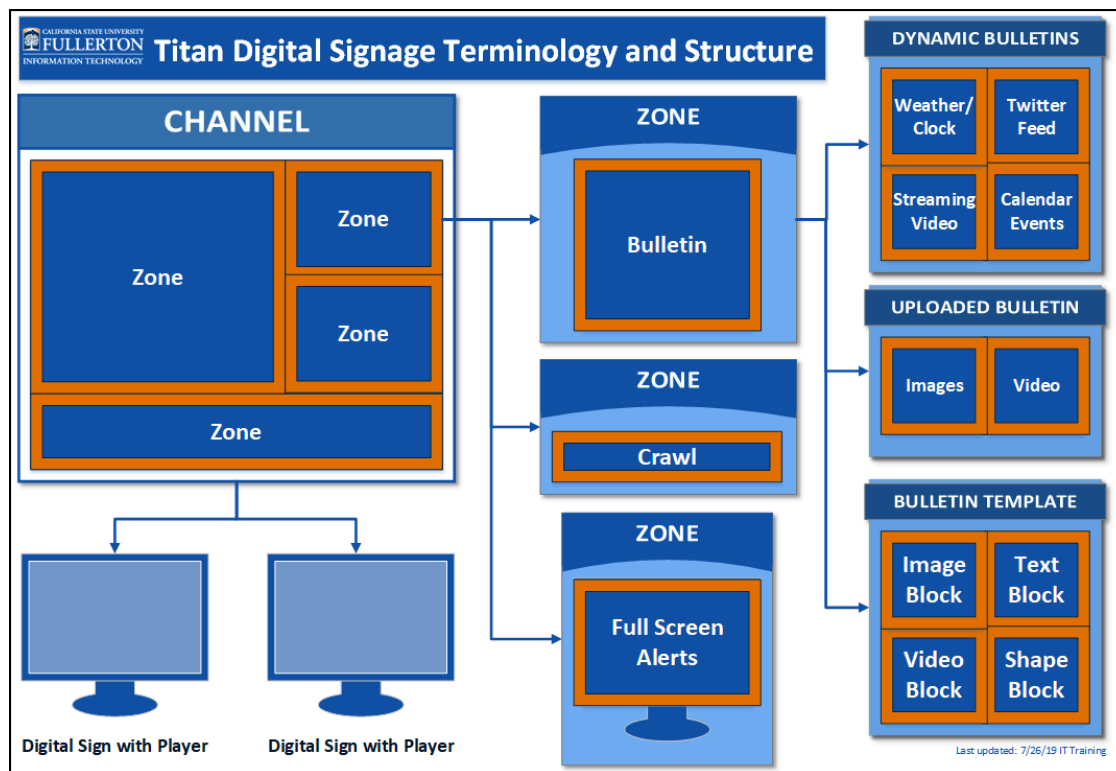 CALIFORNIA STATE UNIVERSITY
FULLERTON
INFORMATION TECHNOLOGY
Titan Digital Signage Terminology and Structure
CHANNEL
Zone
Zone
Zone
Zone
Digital Sign with Player
Digital Sign with Player
ZONE
Bulletin
ZONE
Crawl
ZONE
Full Screen
Alerts
DYNAMIC BULLETINS
Weather/
Clock
Twitter
Feed
Streaming
Video
Calendar
Events
UPLOADED BULLETIN
Images
Video
BULLETIN TEMPLATE
Image
Block
Text
Block
Video
Block
Shape
Block
Last updated: 7/26/19 IT Training